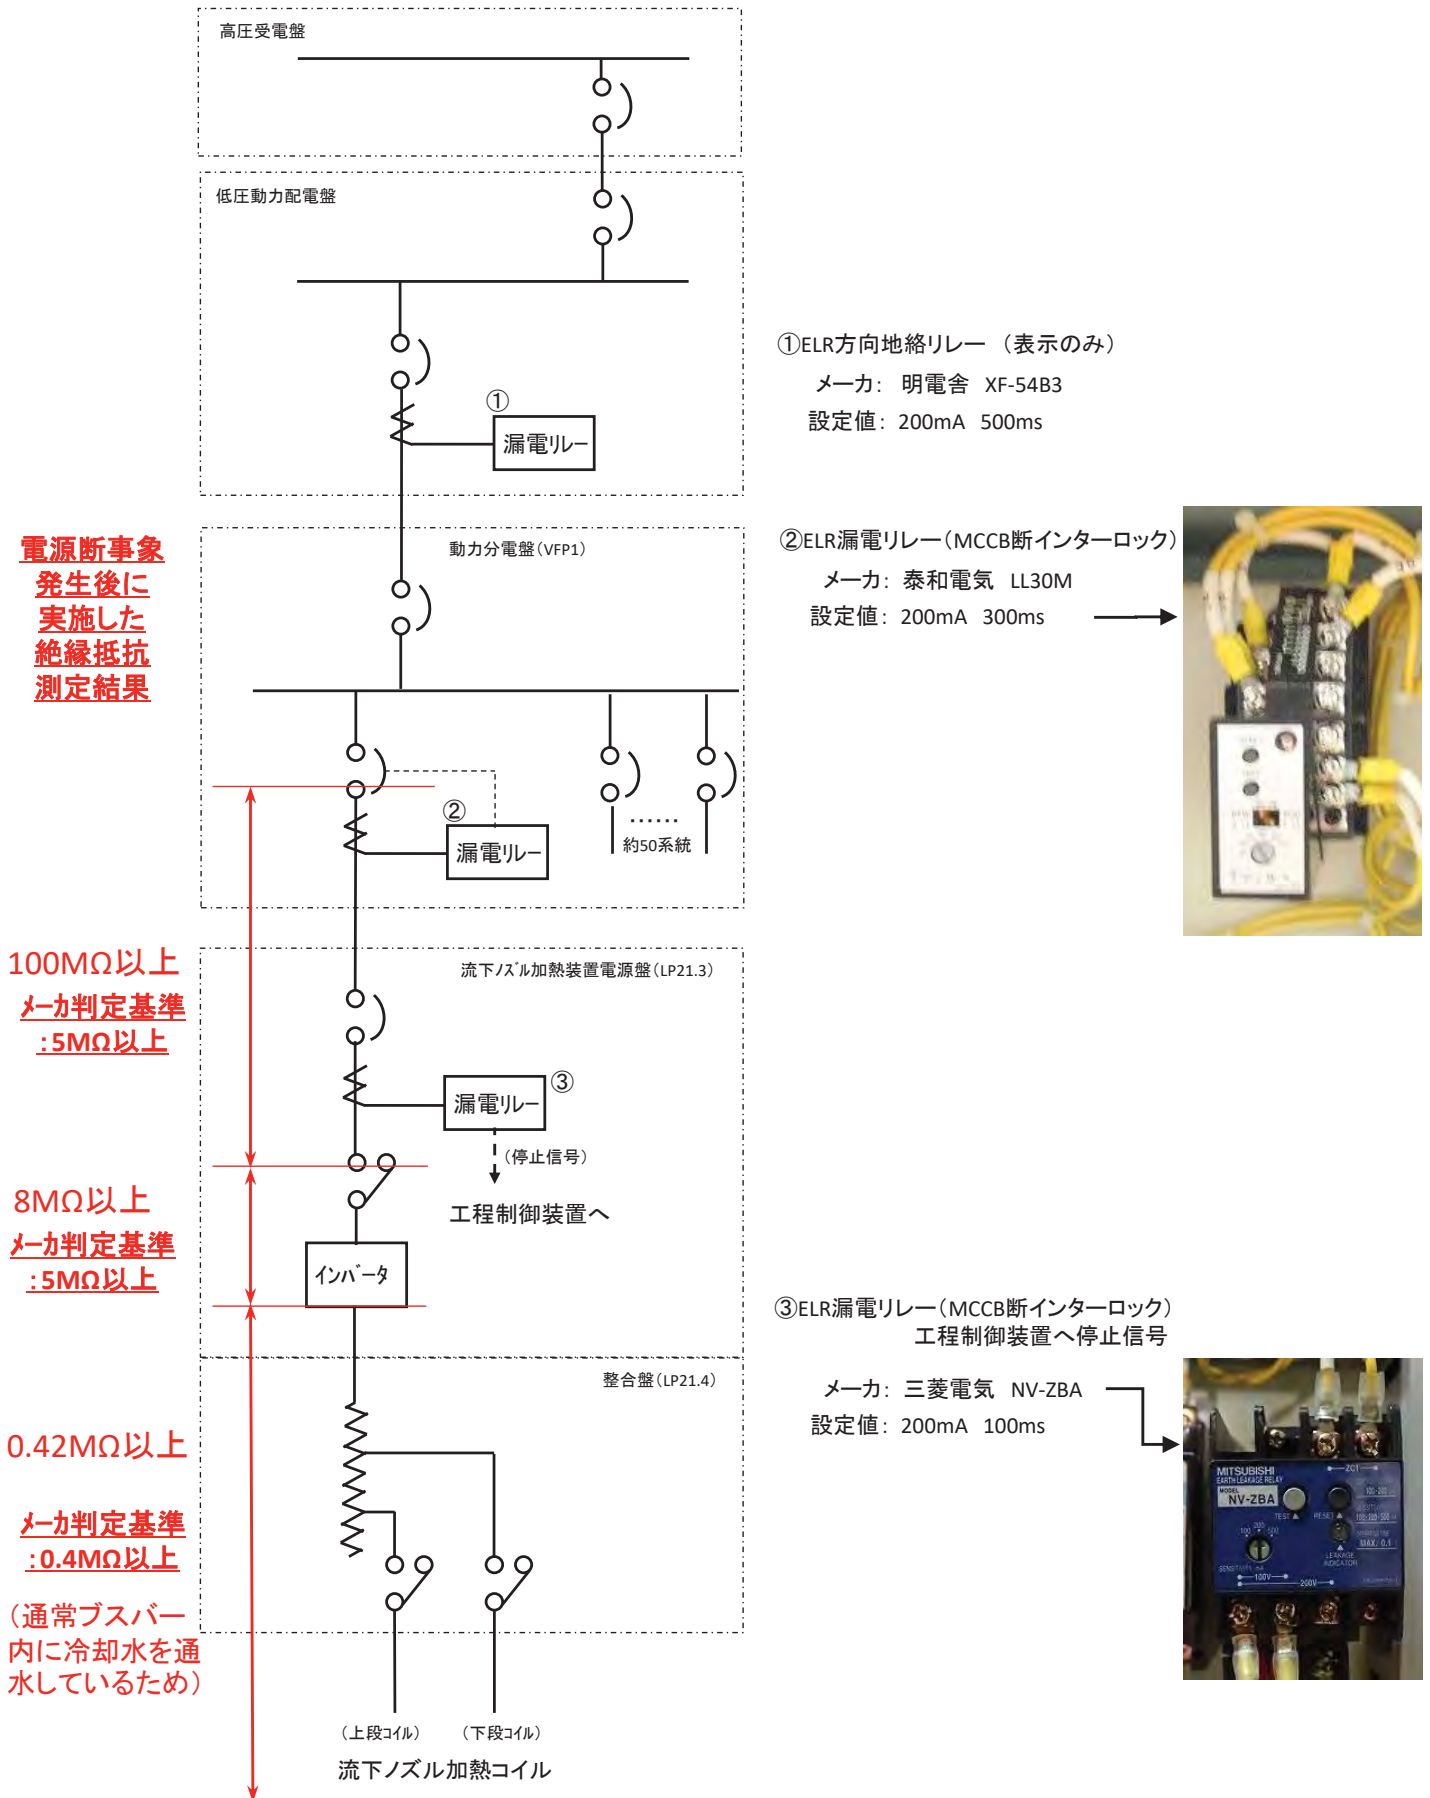 高圧受電盤
低圧動力配電盤
①
漏電リレー
①ELR方向地絡リレー （表示のみ）
メーカ： 明電舎 XF-54B3
設定値： 200mA 500ms
電源断事象
発生後に
実施した
絶縁抵抗
測定結果
動力分電盤（VFP1）
②
漏電リレー
……
約50系統
②ELR漏電リレー（MCCB断インターロック）
メーカ： 泰和電気 LL30M
設定値： 200mA 300ms
100MΩ以上
ﾒｰｶ判定基準
：5MΩ以上
流下ﾉｽﾞﾙ加熱装置電源盤（LP21.3）
③
漏電リレー
（停止信号）
工程制御装置へ
8MΩ以上
ﾒｰｶ判定基準
：5MΩ以上
ｲﾝﾊﾞｰﾀ
③ELR漏電リレー（MCCB断インターロック）
工程制御装置へ停止信号
メーカ： 三菱電気 NV-ZBA
設定値： 200mA 100ms
整合盤（LP21.4）
0.42MΩ以上
ﾒｰｶ判定基準
：0.4MΩ以上
（通常ブスバー
内に冷却水を通
水しているため）
（上段ｺｲﾙ）
（下段ｺｲﾙ）
流下ノズル加熱コイル
MITSUBISHI
EARTH LEAKAGE RELAY
MODEL
NV-ZBA
ZCT
TEST
RESET
100 200 500
LEAKAGE
INDICATOR
MAX. 0.1
100V
200V